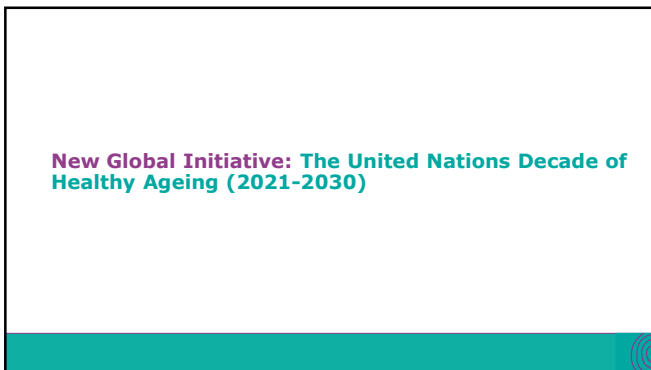 New Global Initiative: The United Nations Decade of
Healthy Ageing (2021-2030)